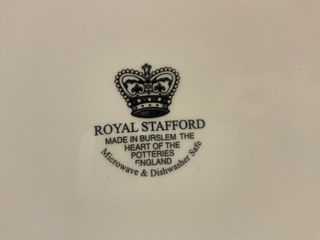 ROYAL STAFFORD
MADE IN BURSLEM THE
HEART OF THE
POTTERIES
ENGLAND
Microwave & Dishwasher Safe